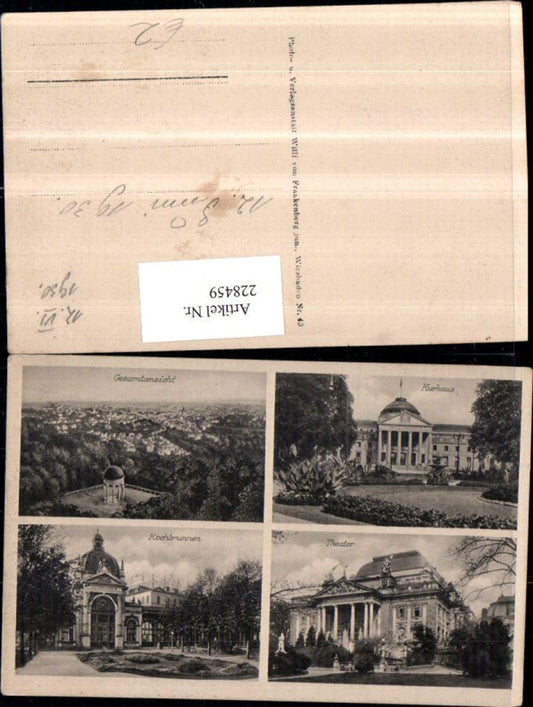 €2
12. Juni 1930.
12. VI.
1930.
Photo- u. Verlagsanstalt Willi von Frankenberg jun., Wiesbaden Nr. 43
Artikel Nr.
228459
Gesamtansicht
Kurhaus
Kochbrunnen
Theater